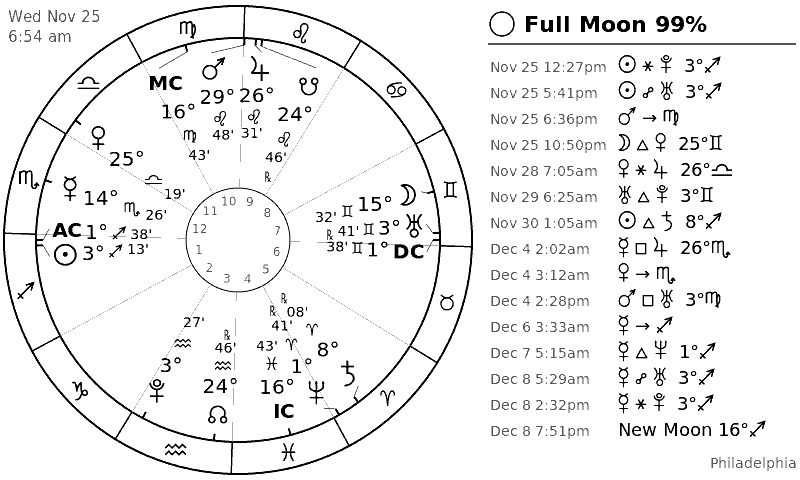 Wed Nov 25
6:54 am
♍ ♌ ♋ ♊ ♉ ♈ ♓ ♒ ♑ ♐ ♏ ♎
MC 16° ♍ 43'
♂ 29° ♌ 48'
♃ 26° ♌ 31'
☋ 24° ♌ 46' ℞
♀ 25° ♎ 19'
☿ 14° ♏ 26'
AC 1° ♐ 38'
☉ 3° ♐ 13'
☽ 15° ♊ 32'
♅ 3° ♊ 41' ℞
DC 1° ♊ 38'
♇ 3° ♒ 27'
☊ 24° ♒ 46' ℞
IC 16° ♓ 43'
♆ 1° ♈ 41' ℞
♄ 8° ♈ 08' ℞
1 2 3 4 5 6 7 8 9 10 11 12
Full Moon 99%
Nov 25 12:27pm ☉ ⚹ ♇ 3°♐
Nov 25 5:41pm ☉ ☍ ♅ 3°♐
Nov 25 6:36pm ♂ → ♍
Nov 25 10:50pm ☽ △ ♀ 25°♊
Nov 28 7:05am ♀ ⚹ ♃ 26°♎
Nov 29 6:25am ♅ △ ♇ 3°♊
Nov 30 1:05am ☉ △ ♄ 8°♐
Dec 4 2:02am ☿ □ ♃ 26°♏
Dec 4 3:12am ♀ → ♏
Dec 4 2:28pm ♂ □ ♅ 3°♍
Dec 6 3:33am ☿ → ♐
Dec 7 5:15am ☿ △ ♆ 1°♐
Dec 8 5:29am ☿ ☍ ♅ 3°♐
Dec 8 2:32pm ☿ ⚹ ♇ 3°♐
Dec 8 7:51pm New Moon 16°♐
Philadelphia